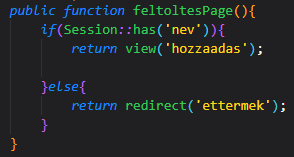 public function feltoltesPage(){
if(Session::has('nev')){
return view('hozzaadas');
}else{
return redirect('ettermek');
}
}